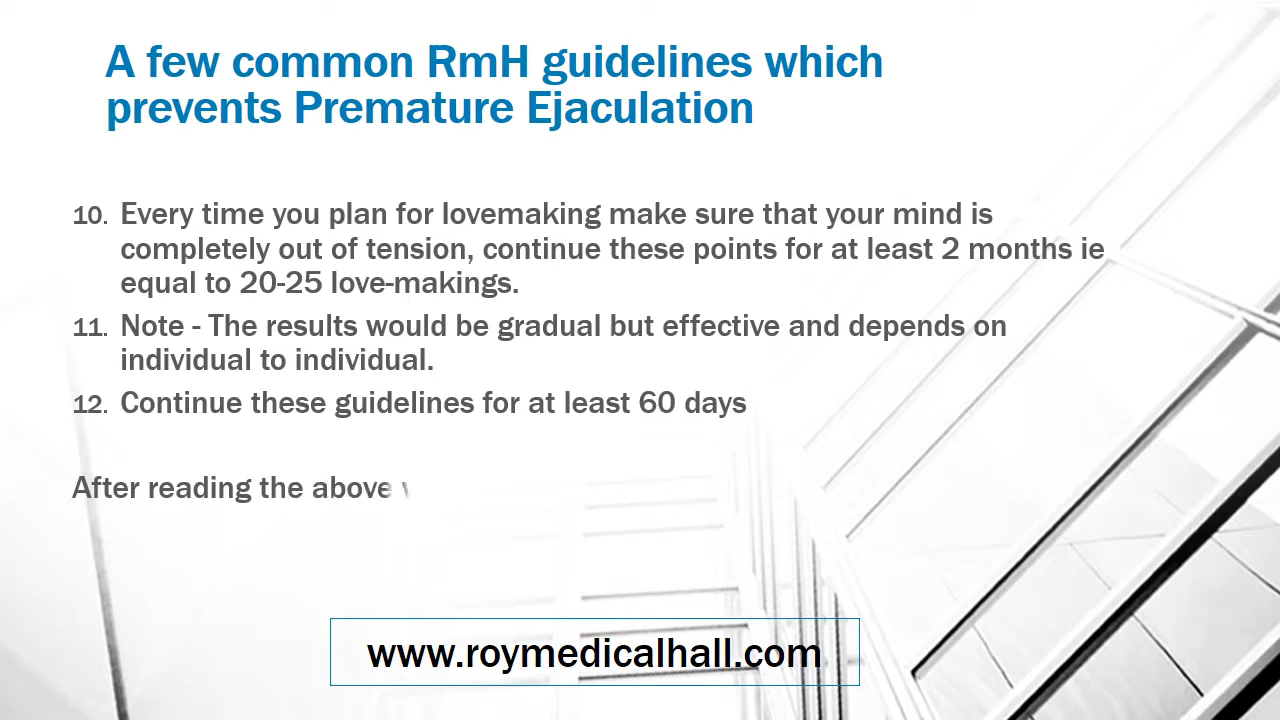 A few common RmH guidelines which
prevents Premature Ejaculation
10. Every time you plan for lovemaking make sure that your mind is
completely out of tension, continue these points for at least 2 months ie
equal to 20-25 love-makings.
11. Note - The results would be gradual but effective and depends on
individual to individual.
12. Continue these guidelines for at least 60 days
After reading the above
www.roymedicalhall.com